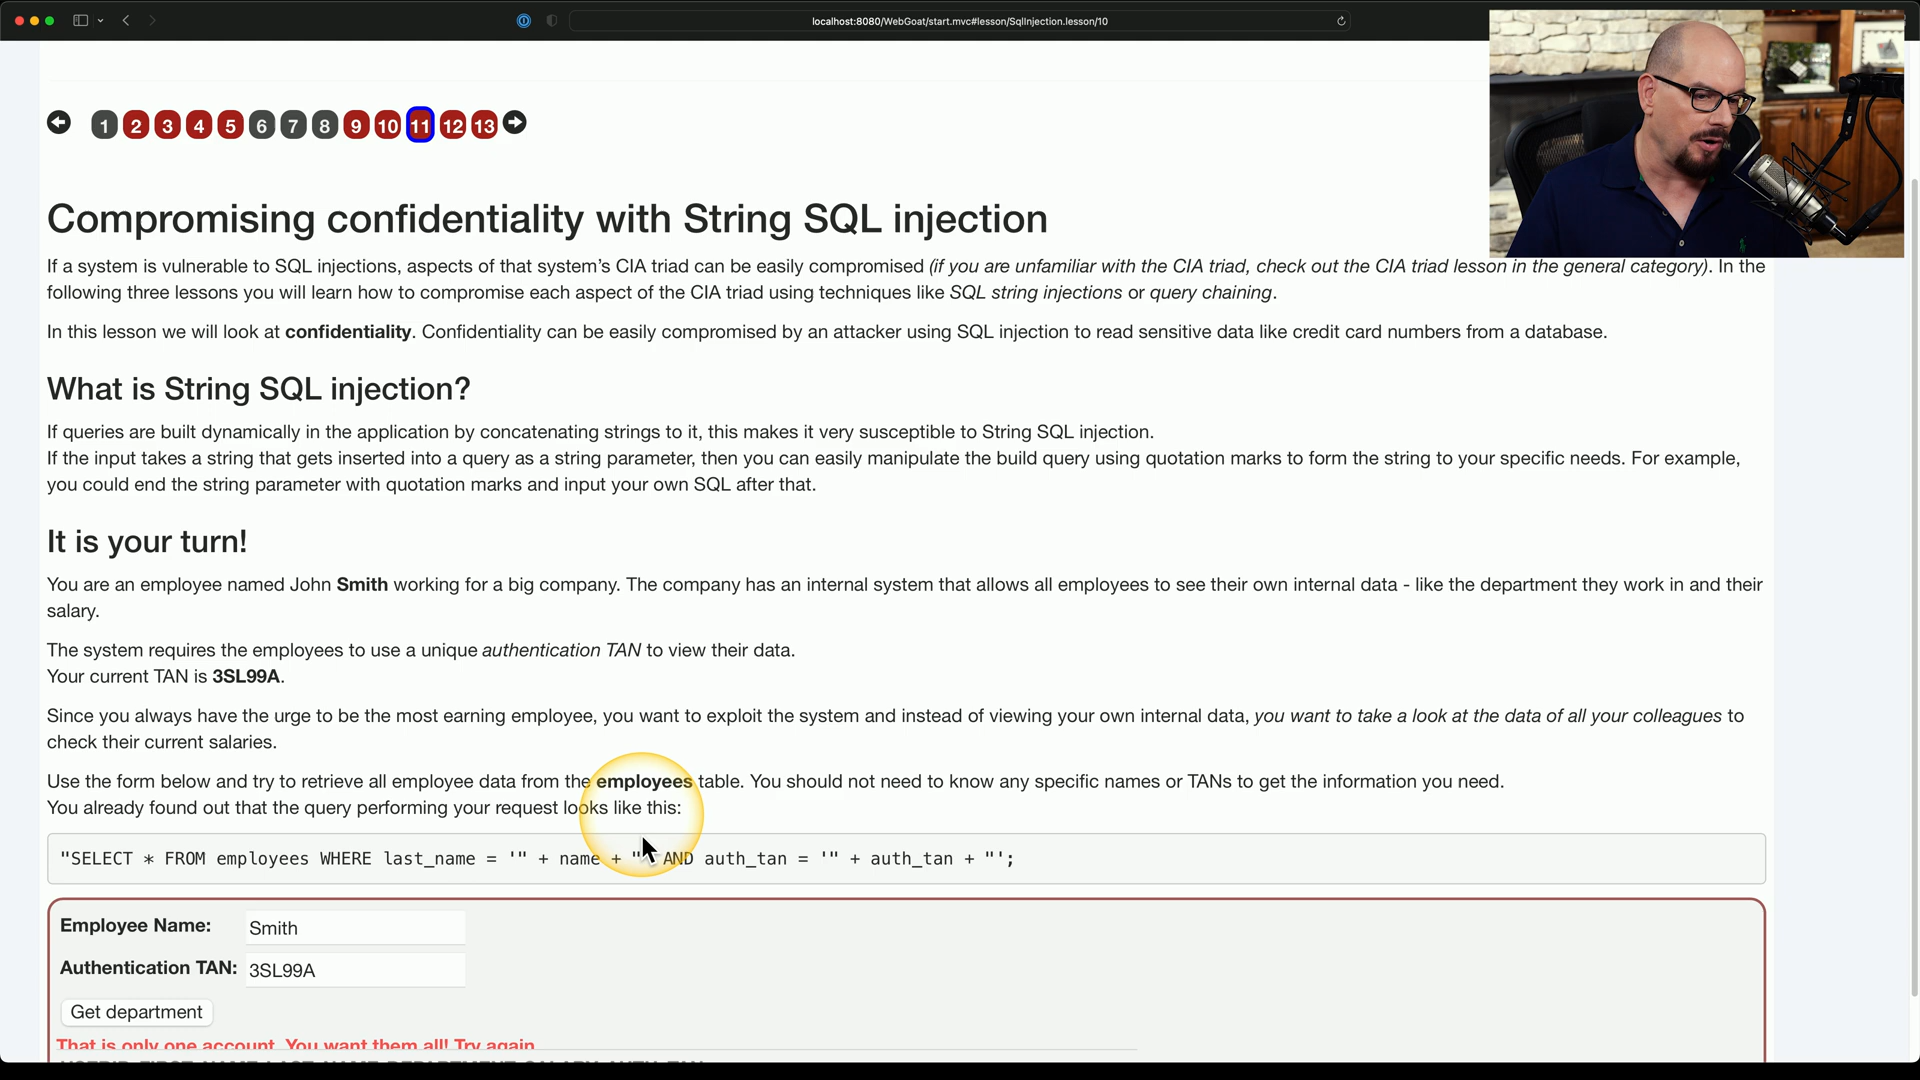 localhost:8080/WebGoat/start.mvc#lesson/SqlInjection.lesson/10
1 2 3 4 5 6 7 8 9 10 11 12 13
Compromising confidentiality with String SQL injection
If a system is vulnerable to SQL injections, aspects of that system's CIA triad can be easily compromised (if you are unfamiliar with the CIA triad, check out the CIA triad lesson in the general category). In the
following three lessons you will learn how to compromise each aspect of the CIA triad using techniques like SQL string injections or query chaining.
In this lesson we will look at confidentiality. Confidentiality can be easily compromised by an attacker using SQL injection to read sensitive data like credit card numbers from a database.
What is String SQL injection?
If queries are built dynamically in the application by concatenating strings to it, this makes it very susceptible to String SQL injection.
If the input takes a string that gets inserted into a query as a string parameter, then you can easily manipulate the build query using quotation marks to form the string to your specific needs. For example,
you could end the string parameter with quotation marks and input your own SQL after that.
It is your turn!
You are an employee named John Smith working for a big company. The company has an internal system that allows all employees to see their own internal data - like the department they work in and their
salary.
The system requires the employees to use a unique authentication TAN to view their data.
Your current TAN is 3SL99A.
Since you always have the urge to be the most earning employee, you want to exploit the system and instead of viewing your own internal data, you want to take a look at the data of all your colleagues to
check their current salaries.
Use the form below and try to retrieve all employee data from the employees table. You should not need to know any specific names or TANs to get the information you need.
You already found out that the query performing your request looks like this:
"SELECT * FROM employees WHERE last_name = '" + name + " AND auth_tan = '" + auth_tan + "';
Employee Name: Smith
Authentication TAN: 3SL99A
Get department
That is only one account. You want them all! Try again
USERID FIRST_NAME LAST_NAME DEPARTMENT SALARY AUTH_TAN